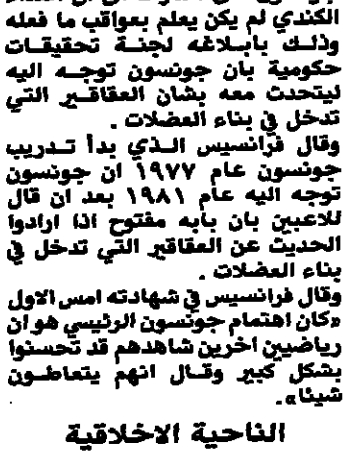 الكندي لم يكن يعلم بعواقب ما فعله
وذلك بابلاغه لجنة تحقيقات
حكومية بان جونسون توجه اليه
ليتحدث معه بشان العقاقير التي
تدخل في بناء العضلات .
وقال فرانسيس الذي بدأ تدريب
جونسون عام ١٩٧٧ ان جونسون
توجه اليه عام ١٩٨١ بعد ان قال
للاعبين بان بابه مفتوح اذا ارادوا
الحديث عن العقاقير التي تدخل في
بناء العضلات .
وقال فرانسيس في شهادته امس الاول
«كان اهتمام جونسون الرئيسي هو ان
رياضيين اخرين شاهدهم قد تحسنوا
بشكل كبير وقال انهم يتعاطون
شيئا».
الناحية الاخلاقية